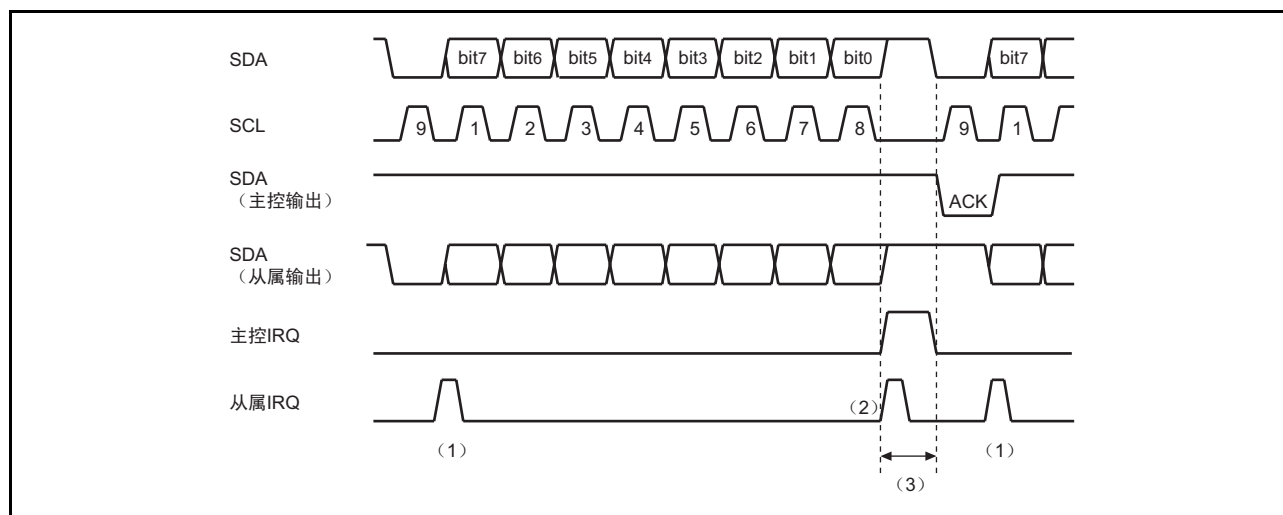 SDA
bit7 bit6 bit5 bit4 bit3 bit2 bit1 bit0 bit7
SCL
9 1 2 3 4 5 6 7 8 9 1
SDA
（主控输出）
ACK
SDA
（从属输出）
主控IRQ
从属IRQ
（2）
（1） （1）
（3）